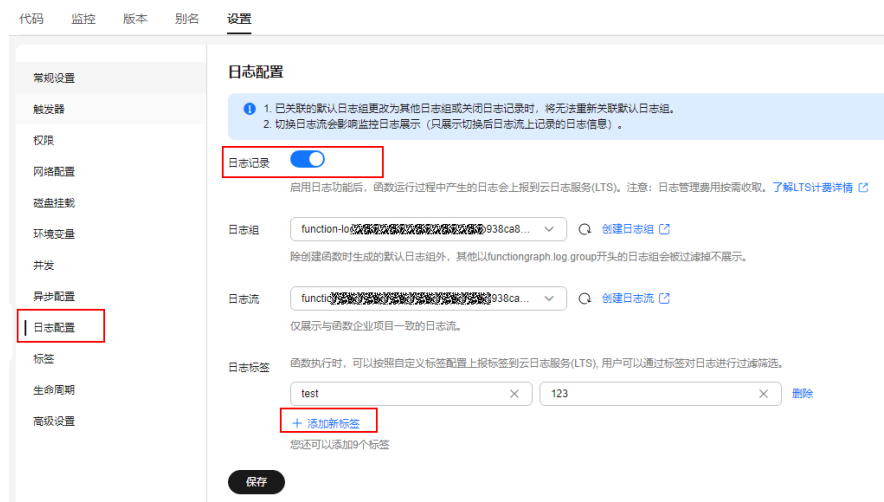 代码 监控 版本 别名 设置
常规设置
触发器
权限
网络配置
磁盘挂载
环境变量
并发
异步配置
日志配置
标签
生命周期
高级设置
日志配置
1. 已关联的默认日志组更改为其他日志组或关闭日志记录时，将无法重新关联默认日志组。
2. 切换日志流会影响监控日志展示（只展示切换后日志流上记录的日志信息）。
日志记录
启用日志功能后，函数运行过程中产生的日志会上报到云日志服务(LTS)。注意：日志管理费用按需收取。了解LTS计费详情
日志组 function-lo 938ca8... 创建日志组
除创建函数时生成的默认日志组外，其他以functiongraph.log.group开头的日志组会被过滤掉不展示。
日志流 functio 938ca... 创建日志流
仅展示与函数企业项目一致的日志流。
日志标签 函数执行时，可以按照自定义标签配置上报标签到云日志服务(LTS), 用户可以通过标签对日志进行过滤筛选。
test 123 删除
添加新标签
您还可以添加9个标签
保存